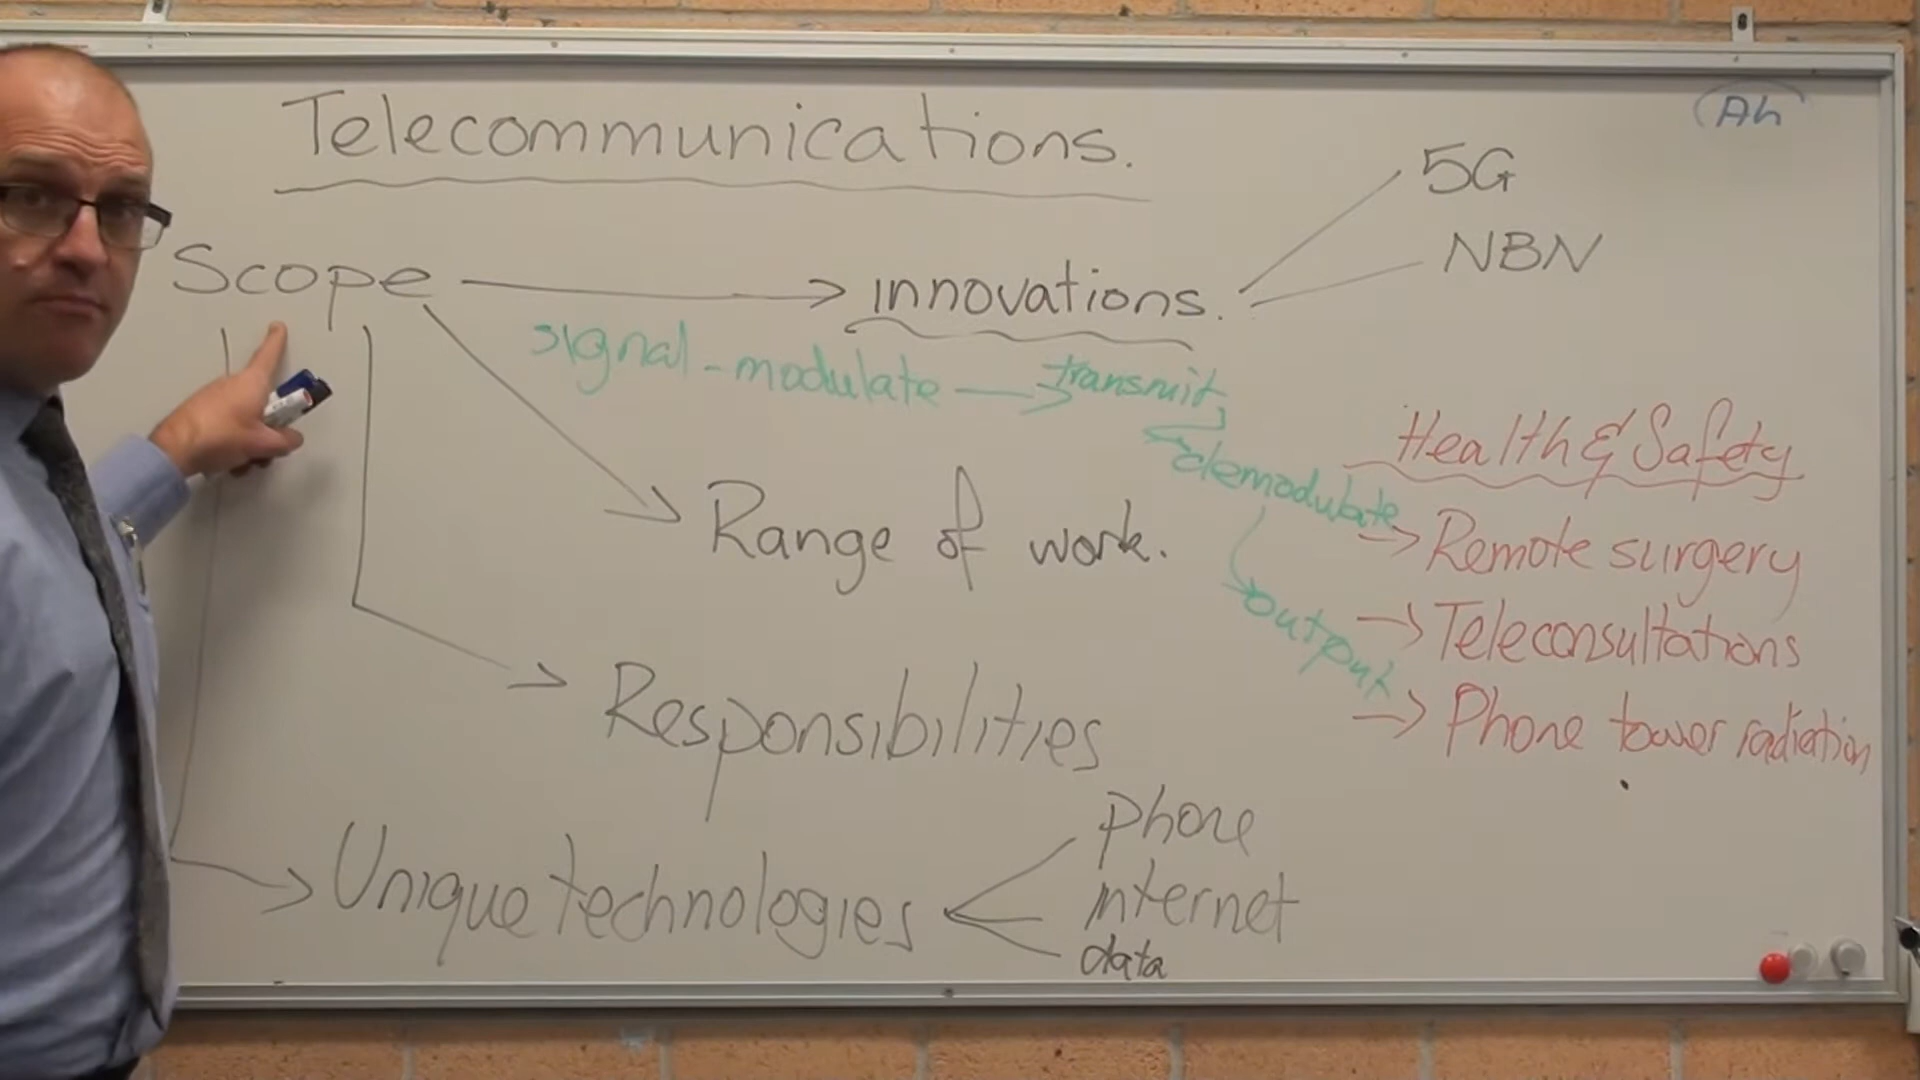 Telecommunications.
Ah
5G
NBN
Scope
innovations.
signal - modulate
transmit
demodulate
output
Health & Safety
Remote surgery
Teleconsultations
Phone tower radiation
Range of work.
Responsibilities
Unique technologies
phone
internet
data